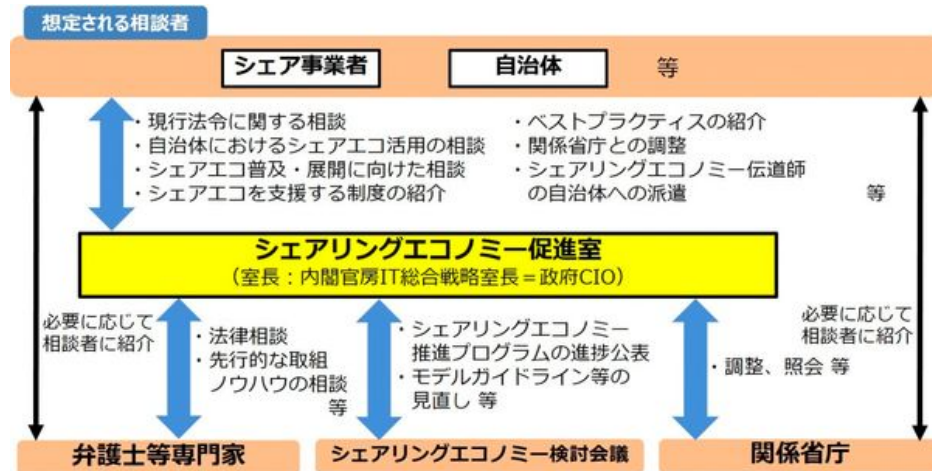 想定される相談者
シェア事業者
自治体
等
・現行法令に関する相談
・自治体におけるシェアエコ活用の相談
・シェアエコ普及・展開に向けた相談
・シェアエコを支援する制度の紹介
・ベストプラクティスの紹介
・関係省庁との調整
・シェアリングエコノミー伝道師
の自治体への派遣
等
シェアリングエコノミー促進室
（室長：内閣官房IT総合戦略室長＝政府CIO）
必要に応じて
相談者に紹介
・法律相談
・先行的な取組
ノウハウの相談
等
・シェアリングエコノミー
推進プログラムの進捗公表
・モデルガイドライン等の
見直し 等
・調整、照会 等
必要に応じて
相談者に紹介
弁護士等専門家
シェアリングエコノミー検討会議
関係省庁